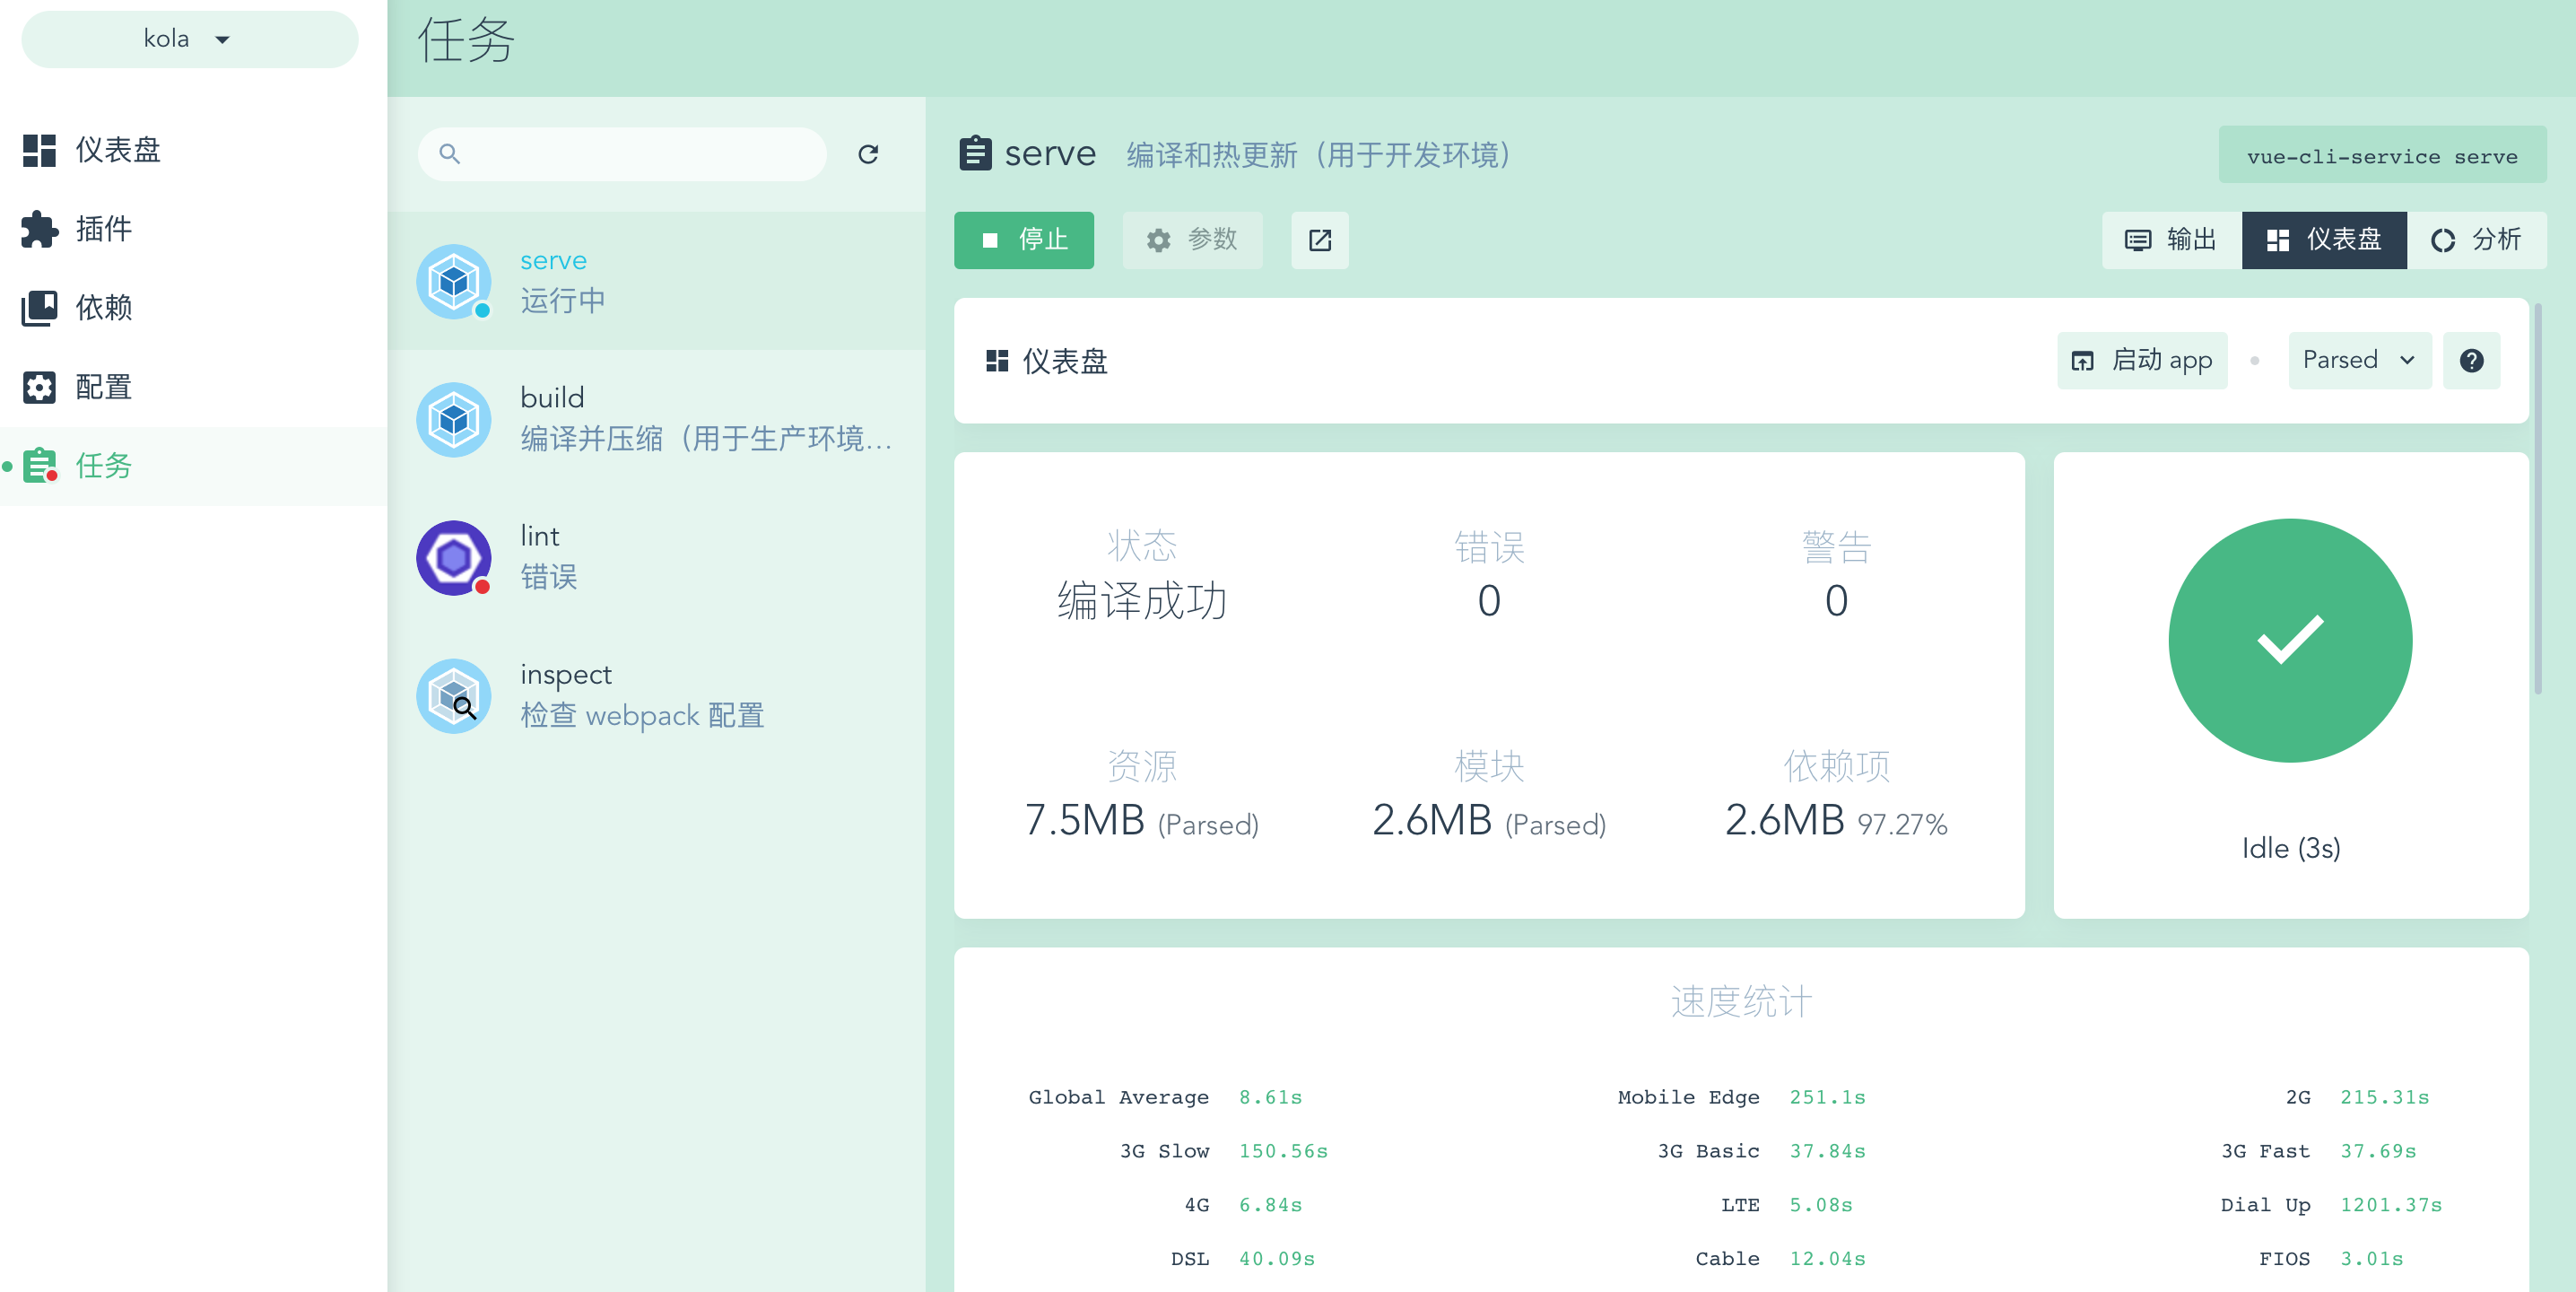 kola
仪表盘
插件
依赖
配置
任务
任务
serve
运行中
build
编译并压缩（用于生产环境...
lint
错误
inspect
检查 webpack 配置
serve 编译和热更新（用于开发环境）
vue-cli-service serve
停止 参数
输出 仪表盘 分析
仪表盘
启动 app Parsed
状态 错误 警告
编译成功 0 0
资源 模块 依赖项
7.5MB (Parsed) 2.6MB (Parsed) 2.6MB 97.27%
Idle (3s)
速度统计
Global Average 8.61s Mobile Edge 251.1s 2G 215.31s
3G Slow 150.56s 3G Basic 37.84s 3G Fast 37.69s
4G 6.84s LTE 5.08s Dial Up 1201.37s
DSL 40.09s Cable 12.04s FIOS 3.01s